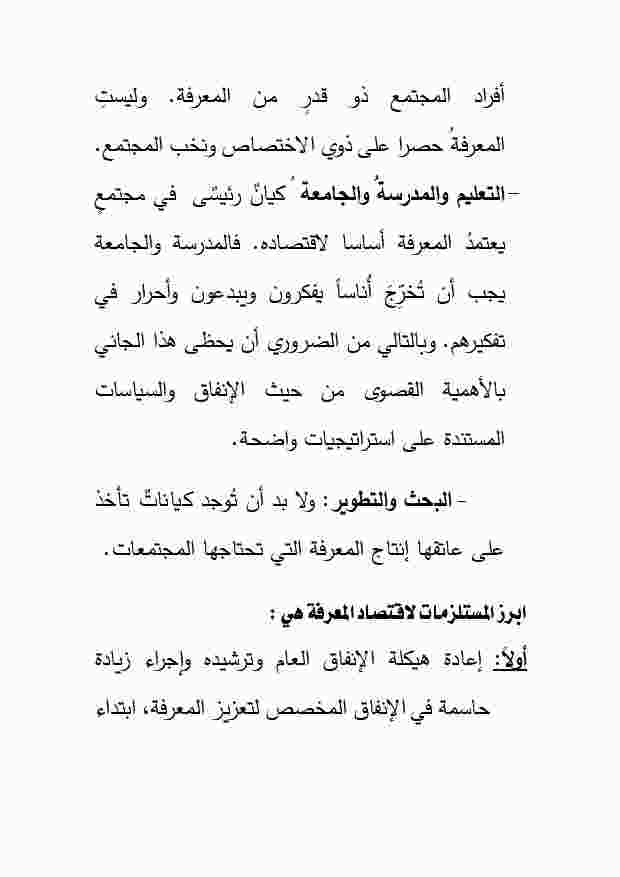 أفراد المجتمع ذو قدرٍ من المعرفة. وليستِ
المعرفةُ حصرا على ذوي الاختصاص ونخب المجتمع.
-التعليم والمدرسةُ والجامعة ُ كيانٌ رئيسٌى في مجتمعٍ
يعتمدُ المعرفة أساسا لاقتصاده. فالمدرسة والجامعة
يجب أن تُخرِّجَ أُناساً يفكرون ويبدعون وأحرار في
تفكيرهم. وبالتالي من الضروري أن يحظى هذا الجاني
بالأهمية القصوى من حيث الإنفاق والسياسات
المستندة على استراتيجيات واضحة.
- البحث والتطوير: ولا بد أن تُوجد كياناتٌ تأخذ
على عاتقها إنتاج المعرفة التي تحتاجها المجتمعات.
ابرز المستلزمات لاقتصاد المعرفة هي :
أولاً: إعادة هيكلة الإنفاق العام وترشيده وإجراء زيادة
حاسمة في الإنفاق المخصص لتعزيز المعرفة، ابتداء